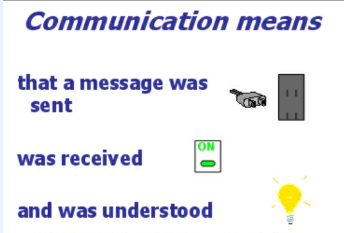 Communication means
that a message was
sent
was received
ON
and was understood